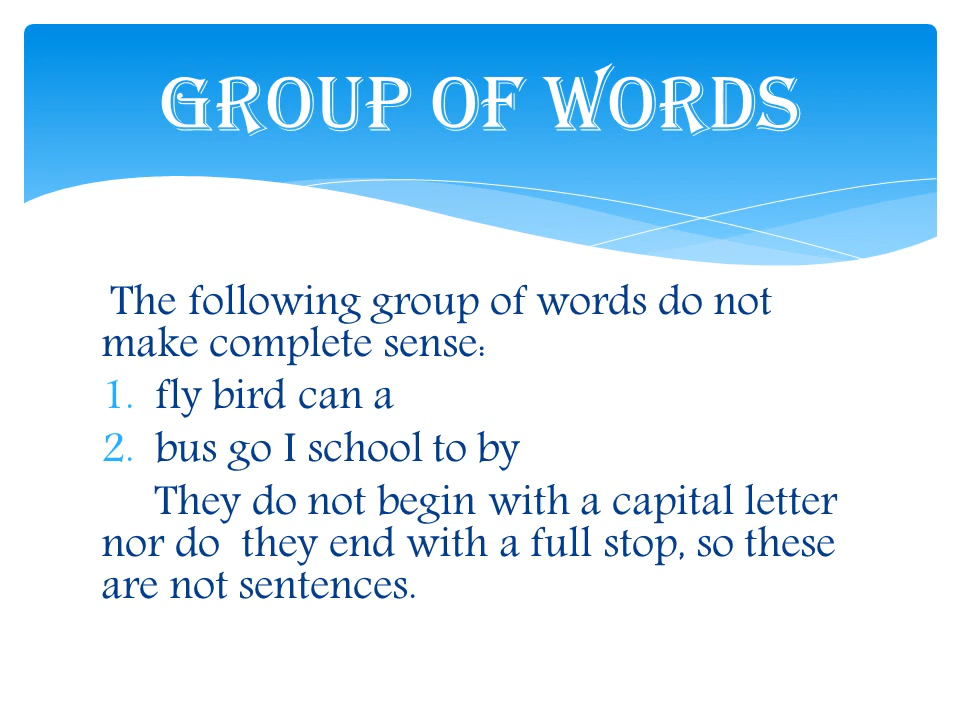 GROUP OF WORDS
The following group of words do not
make complete sense:
1. fly bird can a
2. bus go I school to by
They do not begin with a capital letter
nor do they end with a full stop, so these
are not sentences.